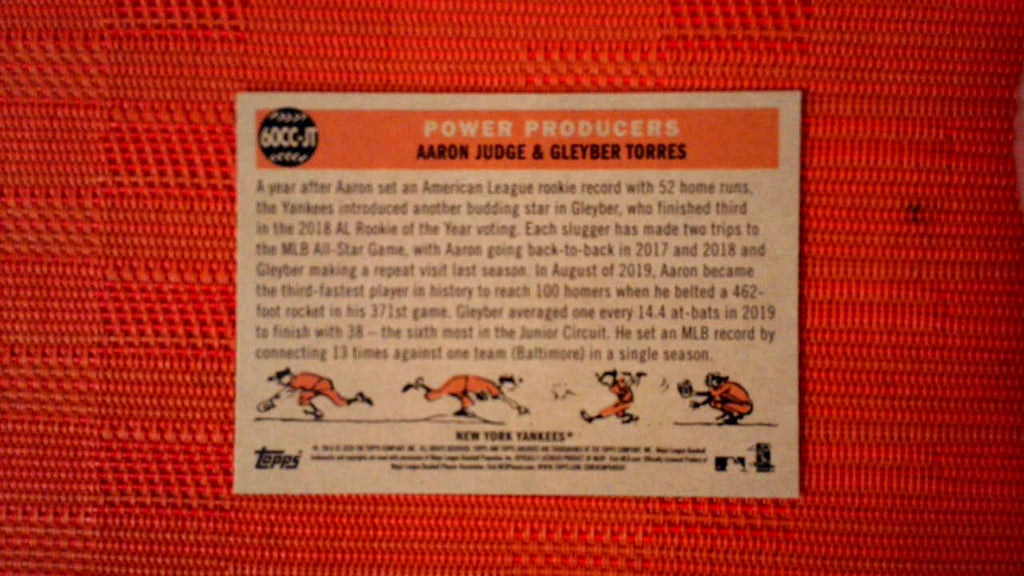 60CC-JT
POWER PRODUCERS
AARON JUDGE & GLEYBER TORRES
A year after Aaron set an American League rookie record with 52 home runs,
the Yankees introduced another budding star in Gleyber, who finished third
in the 2018 AL Rookie of the Year voting. Each slugger has made two trips to
the MLB All-Star Game, with Aaron going back-to-back in 2017 and 2018 and
Gleyber making a repeat visit last season. In August of 2019, Aaron became
the third-fastest player in history to reach 100 homers when he belted a 462-
foot rocket in his 371st game. Gleyber averaged one every 14.4 at-bats in 2019
to finish with 38 – the sixth most in the Junior Circuit. He set an MLB record by
connecting 13 times against one team (Baltimore) in a single season.
NEW YORK YANKEES®
topps